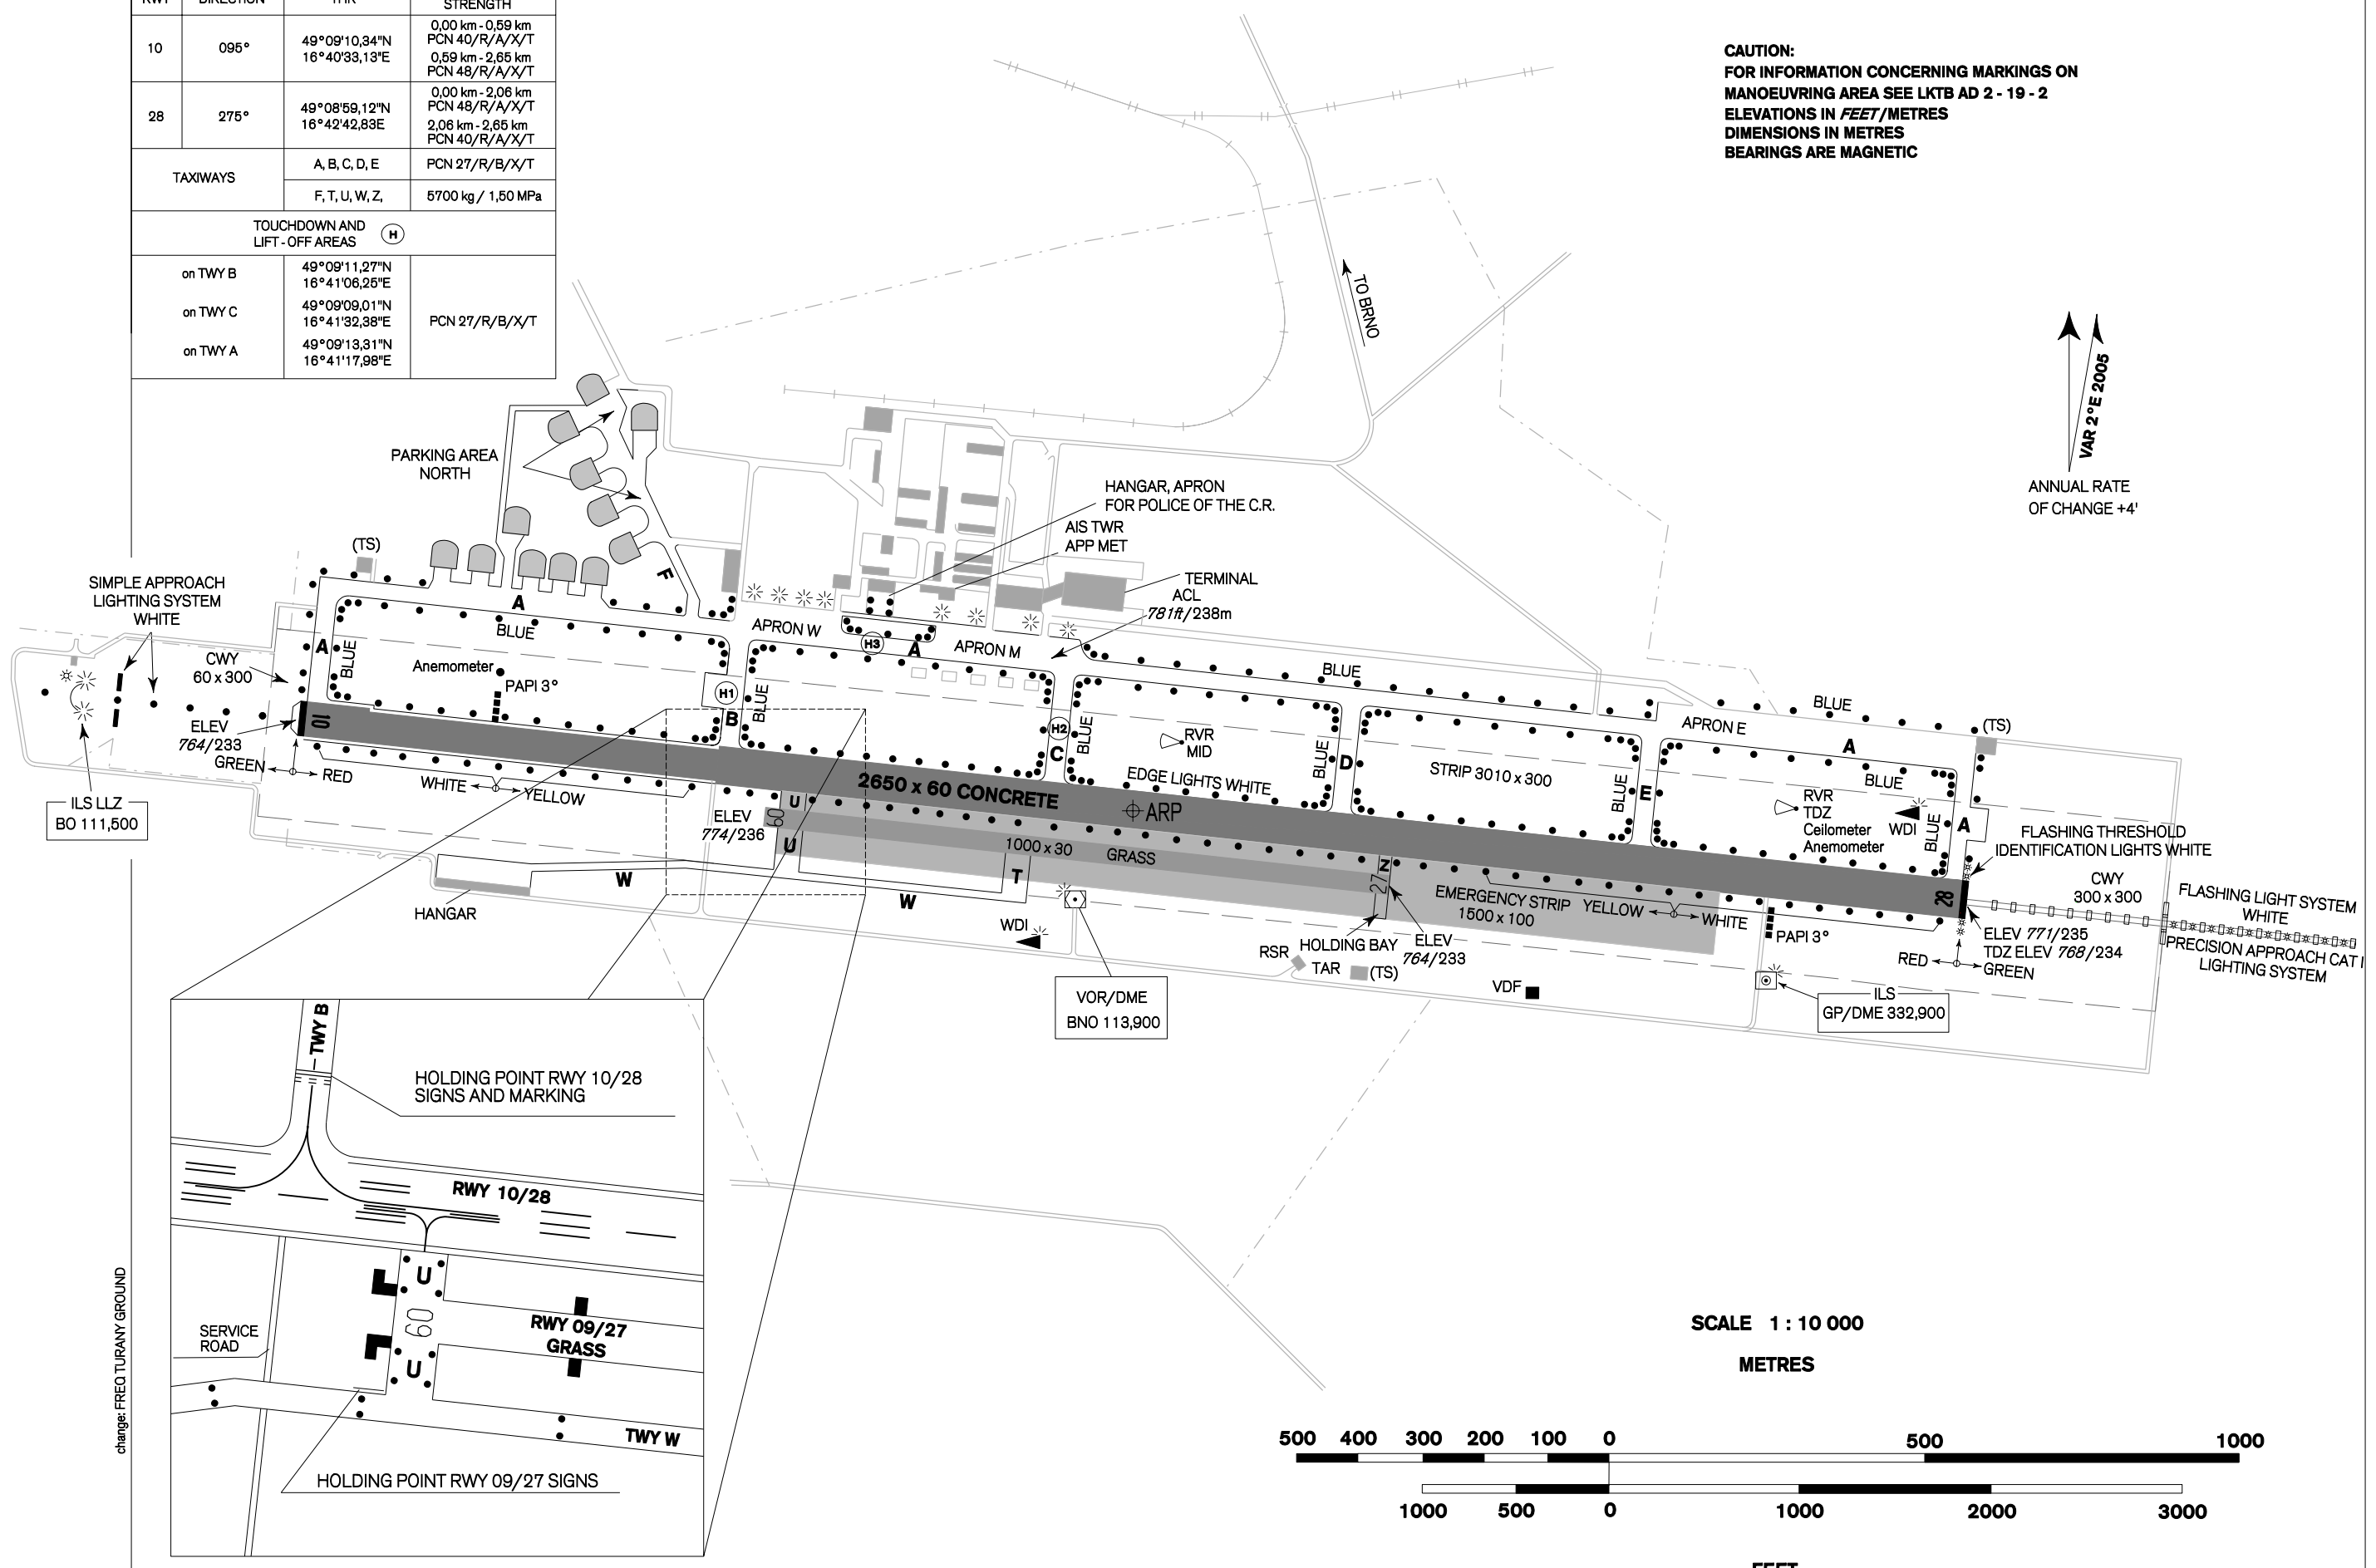 RWY DIRECTION THR STRENGTH
10 095° 49°09'10,34"N 16°40'33,13"E
0,00 km - 0,59 km
PCN 40/R/A/X/T
0,59 km - 2,65 km
PCN 48/R/A/X/T
28 275° 49°08'59,12"N 16°42'42,83E
0,00 km - 2,06 km
PCN 48/R/A/X/T
2,06 km - 2,65 km
PCN 40/R/A/X/T
TAXIWAYS
A, B, C, D, E PCN 27/R/B/X/T
F, T, U, W, Z, 5700 kg / 1,50 MPa
TOUCHDOWN AND
LIFT - OFF AREAS H
on TWY B 49°09'11,27"N
16°41'06,25"E
on TWY C 49°09'09,01"N
16°41'32,38"E
PCN 27/R/B/X/T
on TWY A 49°09'13,31"N
16°41'17,98"E
CAUTION:
FOR INFORMATION CONCERNING MARKINGS ON
MANOEUVRING AREA SEE LKTB AD 2 - 19 - 2
ELEVATIONS IN FEET/METRES
DIMENSIONS IN METRES
BEARINGS ARE MAGNETIC
TO BRNO
VAR 2°E 2005
ANNUAL RATE
OF CHANGE +4'
PARKING AREA
NORTH
HANGAR, APRON
FOR POLICE OF THE C.R.
AIS TWR
APP MET
TERMINAL
ACL
781ft/238m
(TS)
SIMPLE APPROACH
LIGHTING SYSTEM
WHITE
F
A
BLUE
APRON W
H3
A
APRON M
BLUE
BLUE
APRON E
A
BLUE
(TS)
CWY
60 x 300
A
BLUE
Anemometer
PAPI 3°
H1
B
BLUE
H2
C
BLUE
RVR
MID
EDGE LIGHTS WHITE
BLUE
D
STRIP 3010 x 300
BLUE
E
RVR
TDZ
Ceilometer
Anemometer
WDI
BLUE
A
FLASHING THRESHOLD
IDENTIFICATION LIGHTS WHITE
ELEV
764/233
10
GREEN
RED
WHITE
YELLOW
2650 x 60 CONCRETE
ARP
ILS LLZ
BO 111,500
ELEV
774/236
U
09
U
1000 x 30 GRASS
T
Z
27
W
W
HANGAR
WDI
EMERGENCY STRIP
1500 x 100
YELLOW
WHITE
PAPI 3°
28
CWY
300 x 300
FLASHING LIGHT SYSTEM
WHITE
ELEV 771/235
TDZ ELEV 768/234
PRECISION APPROACH CAT I
LIGHTING SYSTEM
RED
GREEN
RSR
HOLDING BAY
ELEV
764/233
TAR
(TS)
VDF
ILS
GP/DME 332,900
VOR/DME
BNO 113,900
TWY B
HOLDING POINT RWY 10/28
SIGNS AND MARKING
RWY 10/28
U
09
SERVICE
ROAD
RWY 09/27
GRASS
U
TWY W
HOLDING POINT RWY 09/27 SIGNS
change: FREQ TURANY GROUND
SCALE 1 : 10 000
METRES
500 400 300 200 100 0 500 1000
1000 500 0 1000 2000 3000
FEET